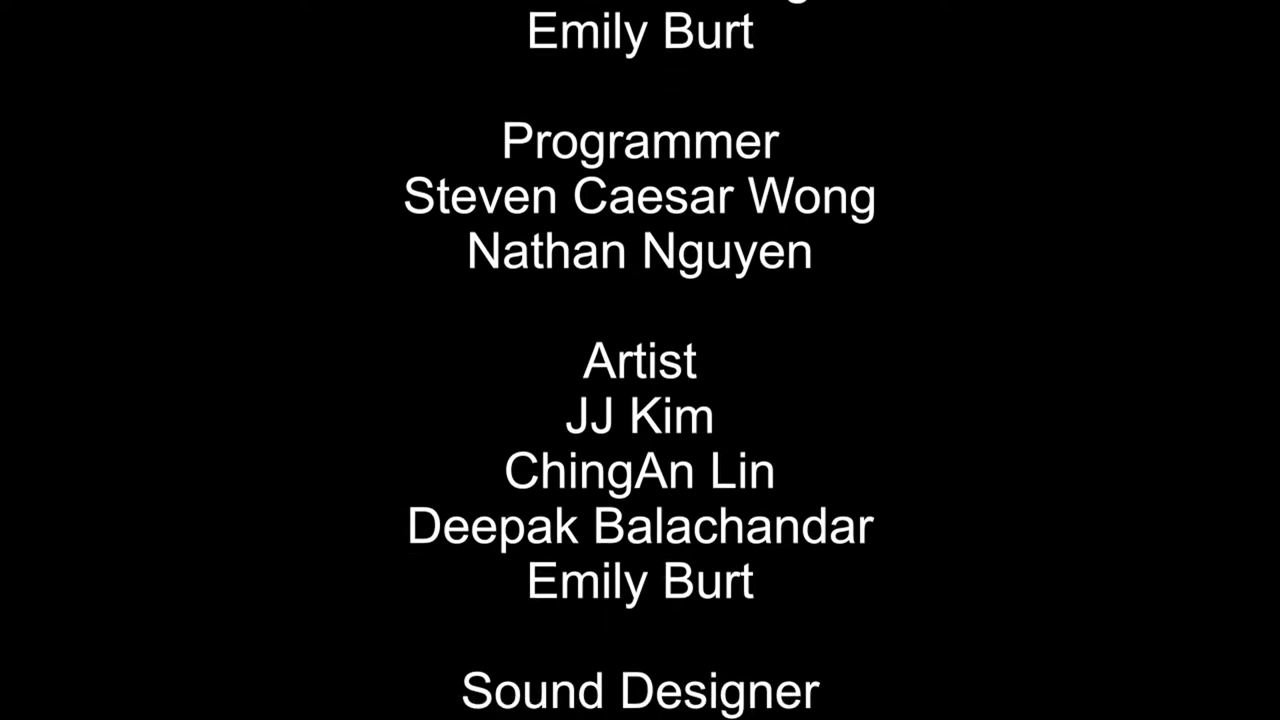 Emily Burt
Programmer
Steven Caesar Wong
Nathan Nguyen
Artist
JJ Kim
ChingAn Lin
Deepak Balachandar
Emily Burt
Sound Designer